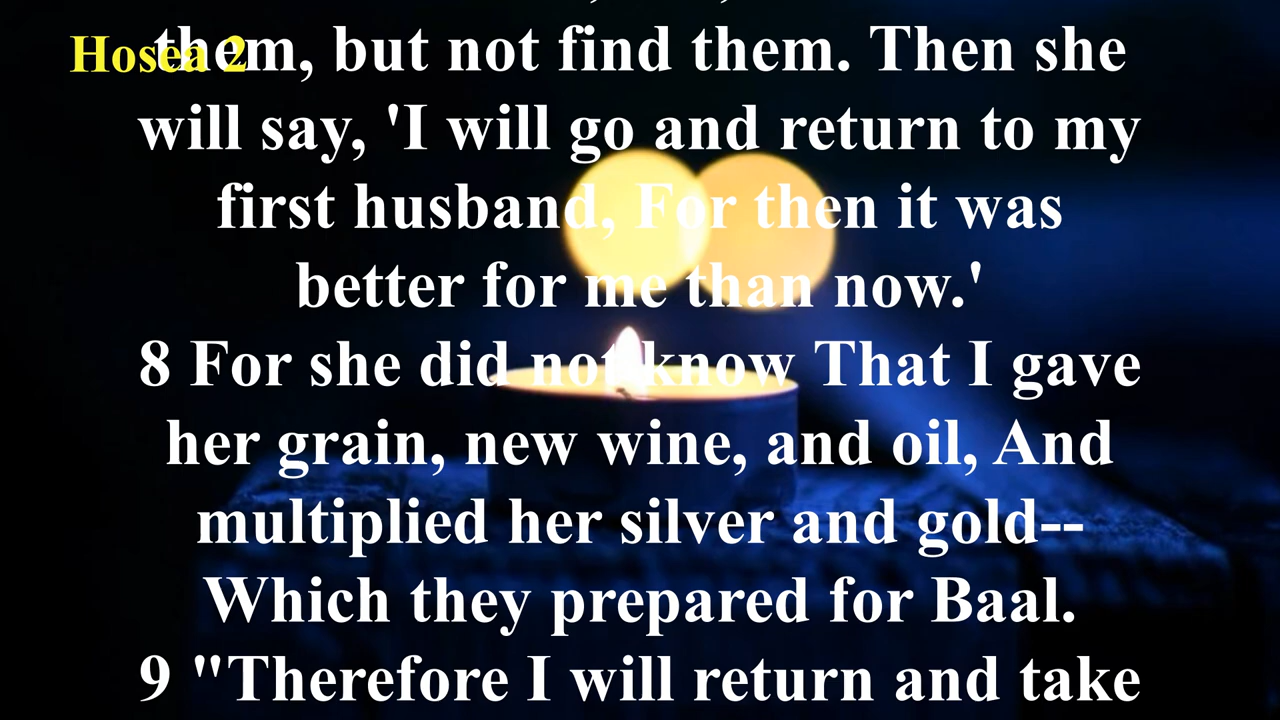 Hosea 2
them, but not find them. Then she
will say, 'I will go and return to my
first husband, For then it was
better for me than now.'
8 For she did not know That I gave
her grain, new wine, and oil, And
multiplied her silver and gold--
Which they prepared for Baal.
9 "Therefore I will return and take